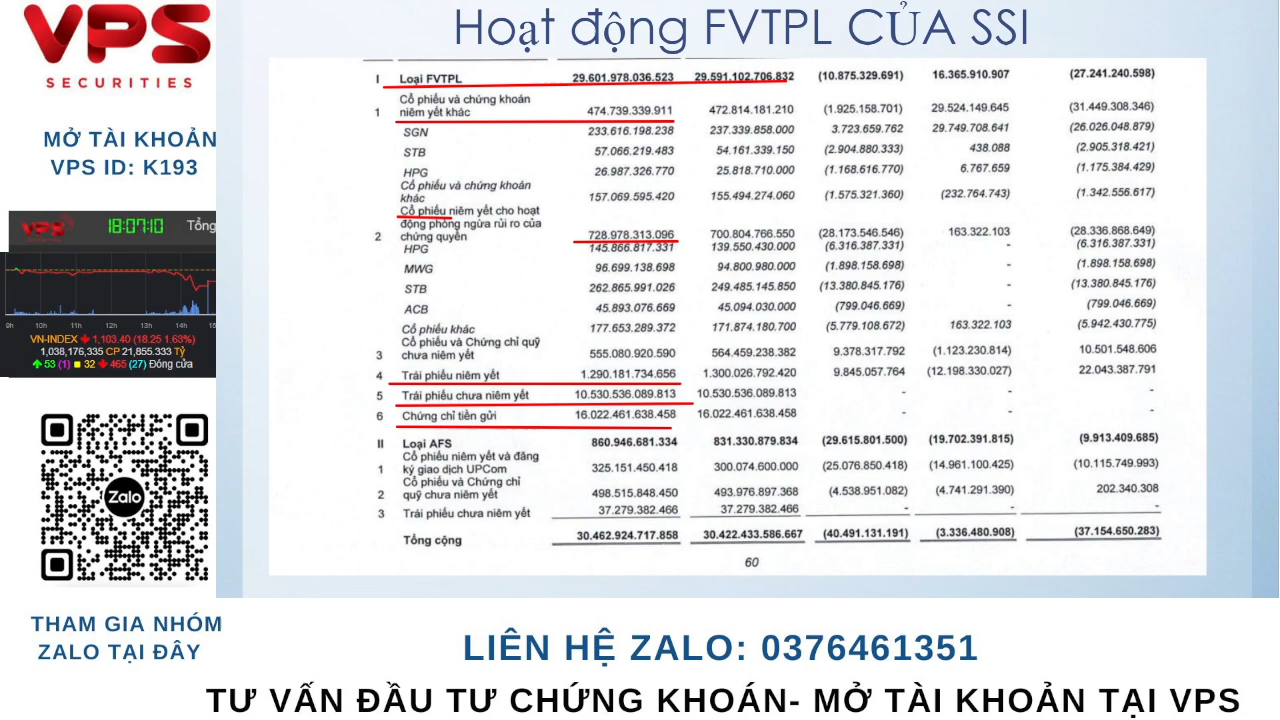 VPS
SECURITIES
MỞ TÀI KHOẢN
VPS ID: K193
VPS 18:07:10 Tổng
9h 10h 11h 12h 13h 14h
VN-INDEX 1,103.40 (18.25 1.63%)
1,038,176,335 CP 21,855.333 Tỷ
53 (1) 32 465 (27) Đóng cửa
Zalo
THAM GIA NHÓM
ZALO TẠI ĐÂY
Hoạt động FVTPL CỦA SSI
I Loại FVTPL 29.601.978.036.523 29.591.102.706.832 (10.875.329.691) 16.365.910.907 (27.241.240.598)
Cổ phiếu và chứng khoán
1 niêm yết khác 474.739.339.911 472.814.181.210 (1.925.158.701) 29.524.149.645 (31.449.308.346)
SGN 233.616.198.238 237.339.858.000 3.723.659.762 29.749.708.641 (26.026.048.879)
STB 57.066.219.483 54.161.339.150 (2.904.880.333) 438.088 (2.905.318.421)
HPG 26.987.326.770 25.818.710.000 (1.168.616.770) 6.767.659 (1.175.384.429)
Cổ phiếu và chứng khoán
khác 157.069.595.420 155.494.274.060 (1.575.321.360) (232.764.743) (1.342.556.617)
Cổ phiếu niêm yết cho hoạt
động phòng ngừa rủi ro của
2 chứng quyền 728.978.313.096 700.804.766.550 (28.173.546.546) 163.322.103 (28.336.868.649)
HPG 145.866.817.331 139.550.430.000 (6.316.387.331) - (6.316.387.331)
MWG 96.699.138.698 94.800.980.000 (1.898.158.698) - (1.898.158.698)
STB 262.865.991.026 249.485.145.850 (13.380.845.176) - (13.380.845.176)
ACB 45.893.076.669 45.094.030.000 (799.046.669) - (799.046.669)
Cổ phiếu khác 177.653.289.372 171.874.180.700 (5.779.108.672) 163.322.103 (5.942.430.775)
Cổ phiếu và Chứng chỉ quỹ
3 chưa niêm yết 555.080.920.590 564.459.238.382 9.378.317.792 (1.123.230.814) 10.501.548.606
4 Trái phiếu niêm yết 1.290.181.734.656 1.300.026.792.420 9.845.057.764 (12.198.330.027) 22.043.387.791
5 Trái phiếu chưa niêm yết 10.530.536.089.813 10.530.536.089.813 - - -
6 Chứng chỉ tiền gửi 16.022.461.638.458 16.022.461.638.458 - - -
II Loại AFS 860.946.681.334 831.330.879.834 (29.615.801.500) (19.702.391.815) (9.913.409.685)
Cổ phiếu niêm yết và đăng
1 ký giao dịch UPCom 325.151.450.418 300.074.600.000 (25.076.850.418) (14.961.100.425) (10.115.749.993)
Cổ phiếu và Chứng chỉ
2 quỹ chưa niêm yết 498.515.848.450 493.976.897.368 (4.538.951.082) (4.741.291.390) 202.340.308
3 Trái phiếu chưa niêm yết 37.279.382.466 37.279.382.466 - - -
Tổng cộng 30.462.924.717.858 30.422.433.586.667 (40.491.131.191) (3.336.480.908) (37.154.650.283)
60
LIÊN HỆ ZALO: 0376461351
TƯ VẤN ĐẦU TƯ CHỨNG KHOÁN- MỞ TÀI KHOẢN TẠI VPS